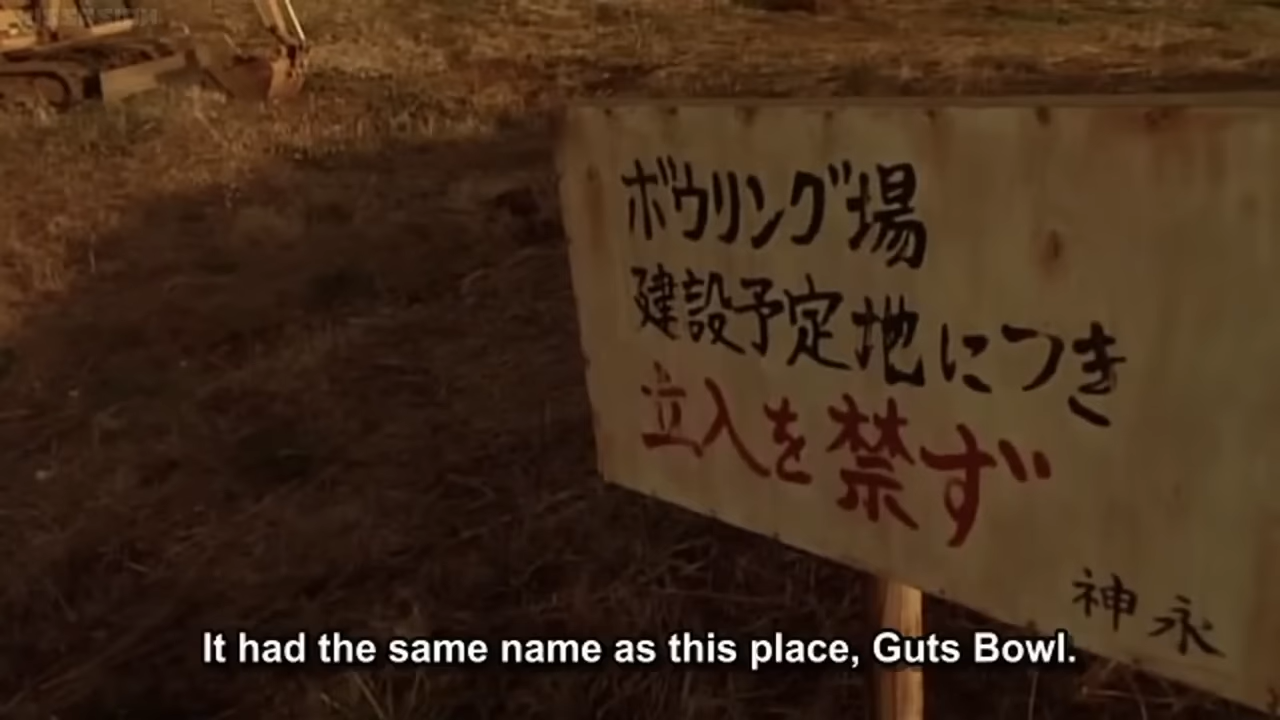 ボウリング場
建設予定地につき
立入を禁ず
神永
It had the same name as this place, Guts Bowl.